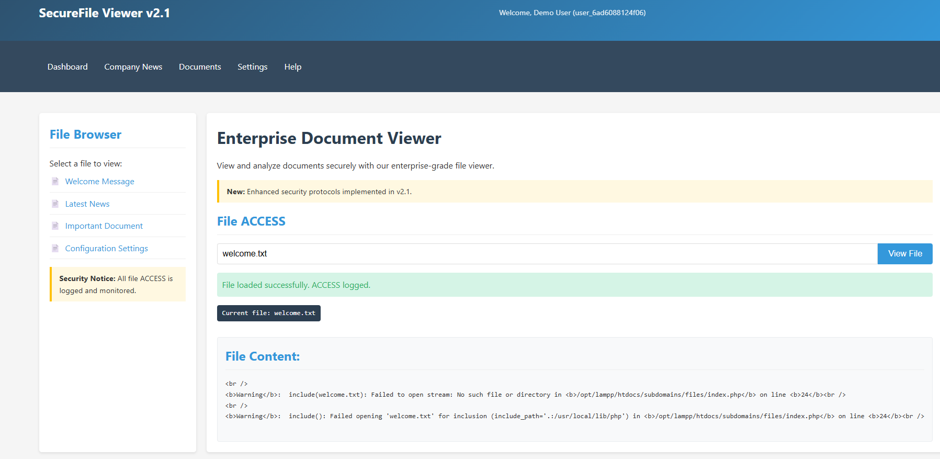 SecureFile Viewer v2.1
Welcome, Demo User (user_6ad6088124f06)
Dashboard Company News Documents Settings Help
File Browser
Select a file to view:
Welcome Message
Latest News
Important Document
Configuration Settings
Security Notice: All file ACCESS is
logged and monitored.
Enterprise Document Viewer
View and analyze documents securely with our enterprise-grade file viewer.
New: Enhanced security protocols implemented in v2.1.
File ACCESS
welcome.txt
View File
File loaded successfully. ACCESS logged.
Current file: welcome.txt
File Content:
<br />
<b>Warning</b>:  include(welcome.txt): Failed to open stream: No such file or directory in <b>/opt/lampp/htdocs/subdomains/files/index.php</b> on line <b>24</b><br />
<br />
<b>Warning</b>:  include(): Failed opening 'welcome.txt' for inclusion (include_path='.:/usr/local/lib/php') in <b>/opt/lampp/htdocs/subdomains/files/index.php</b> on line <b>24</b><br />